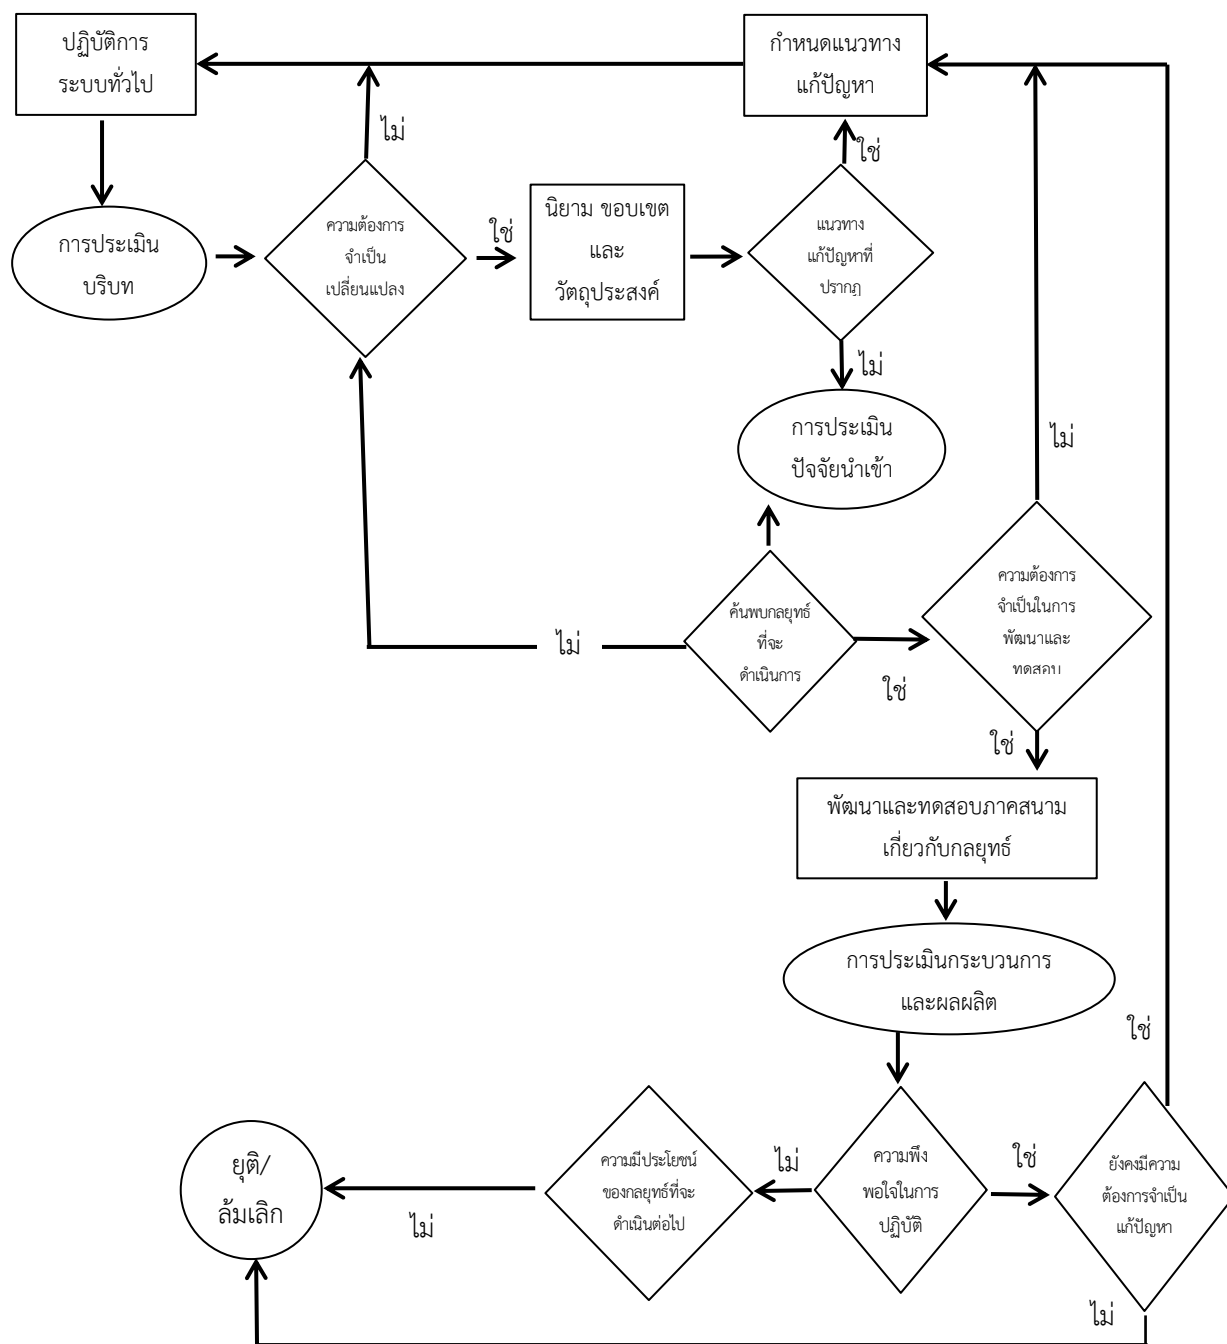 ปฏิบัติการ
ระบบทั่วไป
กำหนดแนวทาง
แก้ปัญหา
ไม่
ใช่
การประเมิน
บริบท
ความต้องการ
จำเป็น
เปลี่ยนแปลง
ใช่
นิยาม ขอบเขต
และ
วัตถุประสงค์
แนวทาง
แก้ปัญหาที่
ปรากฏ
ไม่
การประเมิน
ปัจจัยนำเข้า
ไม่
ค้นพบกลยุทธ์
ที่จะ
ดำเนินการ
ไม่
ใช่
ความต้องการ
จำเป็นในการ
พัฒนาและ
ทดสอบ
ใช่
พัฒนาและทดสอบภาคสนาม
เกี่ยวกับกลยุทธ์
การประเมินกระบวนการ
และผลผลิต
ใช่
ยุติ/
ล้มเลิก
ไม่
ความมีประโยชน์
ของกลยุทธ์ที่จะ
ดำเนินต่อไป
ไม่
ความพึง
พอใจในการ
ปฏิบัติ
ใช่
ยังคงมีความ
ต้องการจำเป็น
แก้ปัญหา
ไม่